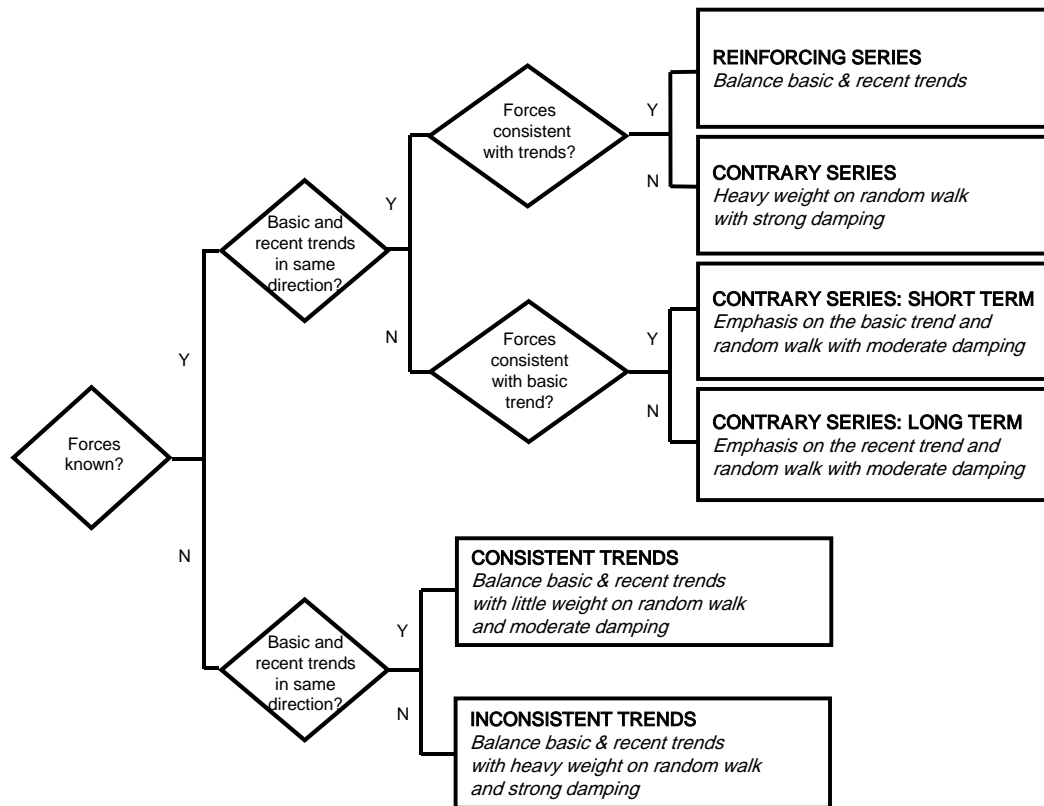 REINFORCING SERIES
Balance basic & recent trends
Forces
consistent
with trends?
Y
N
CONTRARY SERIES
Heavy weight on random walk
with strong damping
Basic and
recent trends
in same
direction?
Y
N
CONTRARY SERIES: SHORT TERM
Emphasis on the basic trend and
random walk with moderate damping
Forces
consistent
with basic
trend?
Y
N
CONTRARY SERIES: LONG TERM
Emphasis on the recent trend and
random walk with moderate damping
Y
Forces
known?
N
CONSISTENT TRENDS
Balance basic & recent trends
with little weight on random walk
and moderate damping
Basic and
recent trends
in same
direction?
Y
N
INCONSISTENT TRENDS
Balance basic & recent trends
with heavy weight on random walk
and strong damping